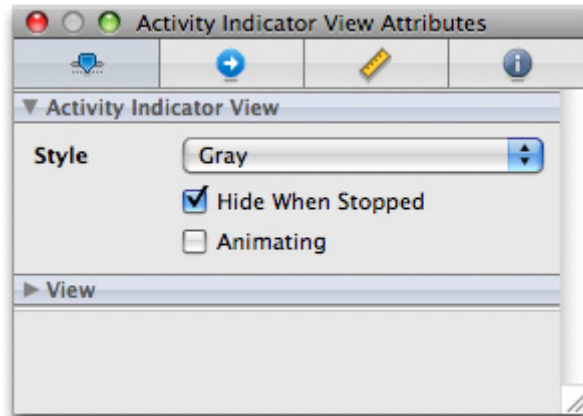 Activity Indicator View Attributes
Activity Indicator View
Style Gray
Hide When Stopped
Animating
View